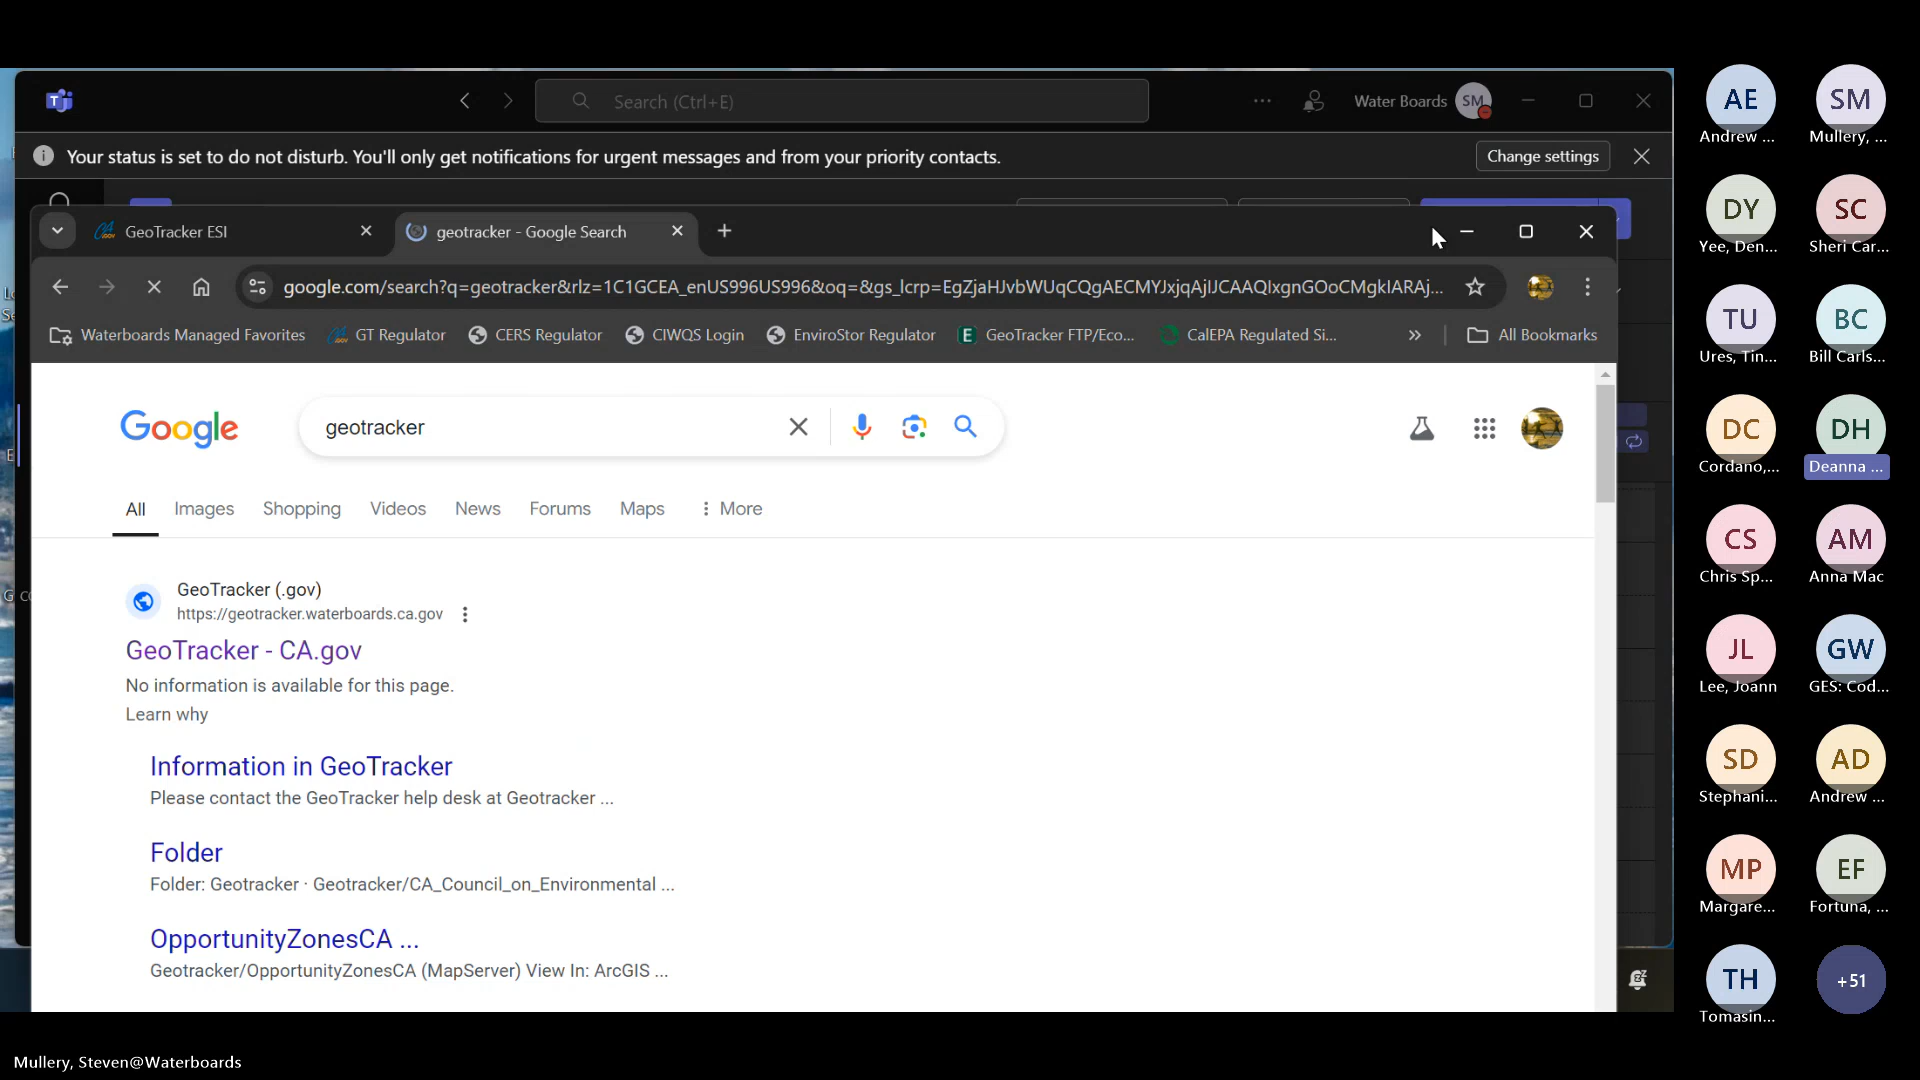 Search (Ctrl+E)
Water Boards
SM
Your status is set to do not disturb. You'll only get notifications for urgent messages and from your priority contacts.
Change settings
GeoTracker ESI
geotracker - Google Search
google.com/search?q=geotracker&rlz=1C1GCEA_enUS996US996&oq=&gs_lcrp=EgZjaHJvbWUqCQgAECMYJxjqAjIJCAAQIxgnGOoCMgkIARAj...
Waterboards Managed Favorites
GT Regulator
CERS Regulator
CIWQS Login
EnviroStor Regulator
GeoTracker FTP/Eco...
CalEPA Regulated Si...
All Bookmarks
Google
geotracker
All
Images
Shopping
Videos
News
Forums
Maps
More
GeoTracker (.gov)
https://geotracker.waterboards.ca.gov
GeoTracker - CA.gov
No information is available for this page.
Learn why
Information in GeoTracker
Please contact the GeoTracker help desk at Geotracker ...
Folder
Folder: Geotracker · Geotracker/CA_Council_on_Environmental ...
OpportunityZonesCA ...
Geotracker/OpportunityZonesCA (MapServer) View In: ArcGIS ...
AE
Andrew ...
SM
Mullery, ...
DY
Yee, Den...
SC
Sheri Car...
TU
Ures, Tin...
BC
Bill Carls...
DC
Cordano,...
DH
Deanna ...
CS
Chris Sp...
AM
Anna Mac
JL
Lee, Joann
GW
GES: Cod...
SD
Stephani...
AD
Andrew ...
MP
Margare...
EF
Fortuna, ...
TH
Tomasin...
+51
Mullery, Steven@Waterboards